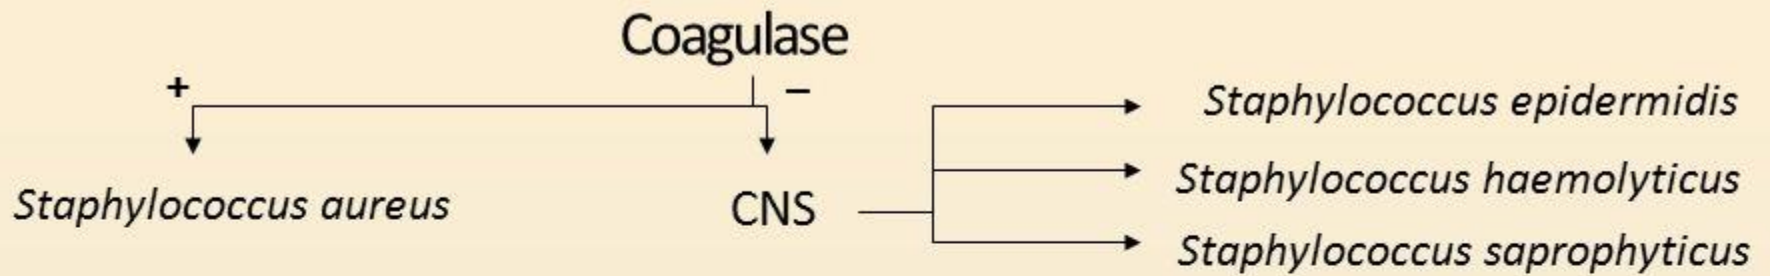 Coagulase
+
–
Staphylococcus epidermidis
Staphylococcus haemolyticus
Staphylococcus aureus
CNS
Staphylococcus saprophyticus